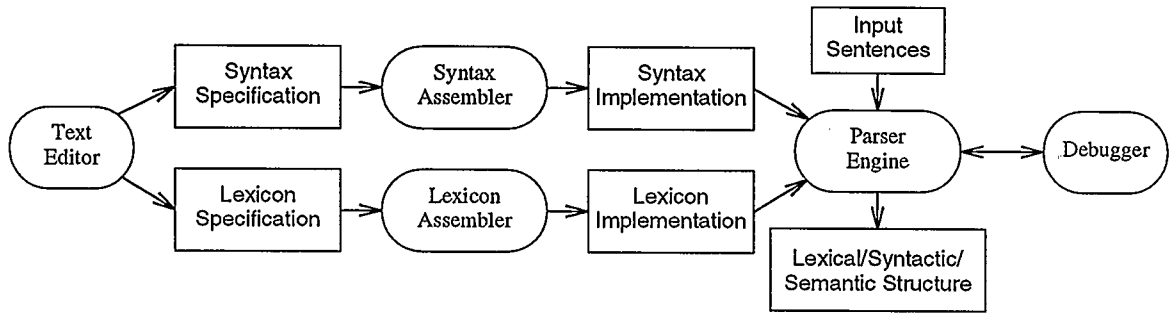 Input
Sentences
Syntax
Specification
Syntax
Assembler
Syntax
Implementation
Text
Editor
Parser
Engine
Debugger
Lexicon
Specification
Lexicon
Assembler
Lexicon
Implementation
Lexical/Syntactic/
Semantic Structure